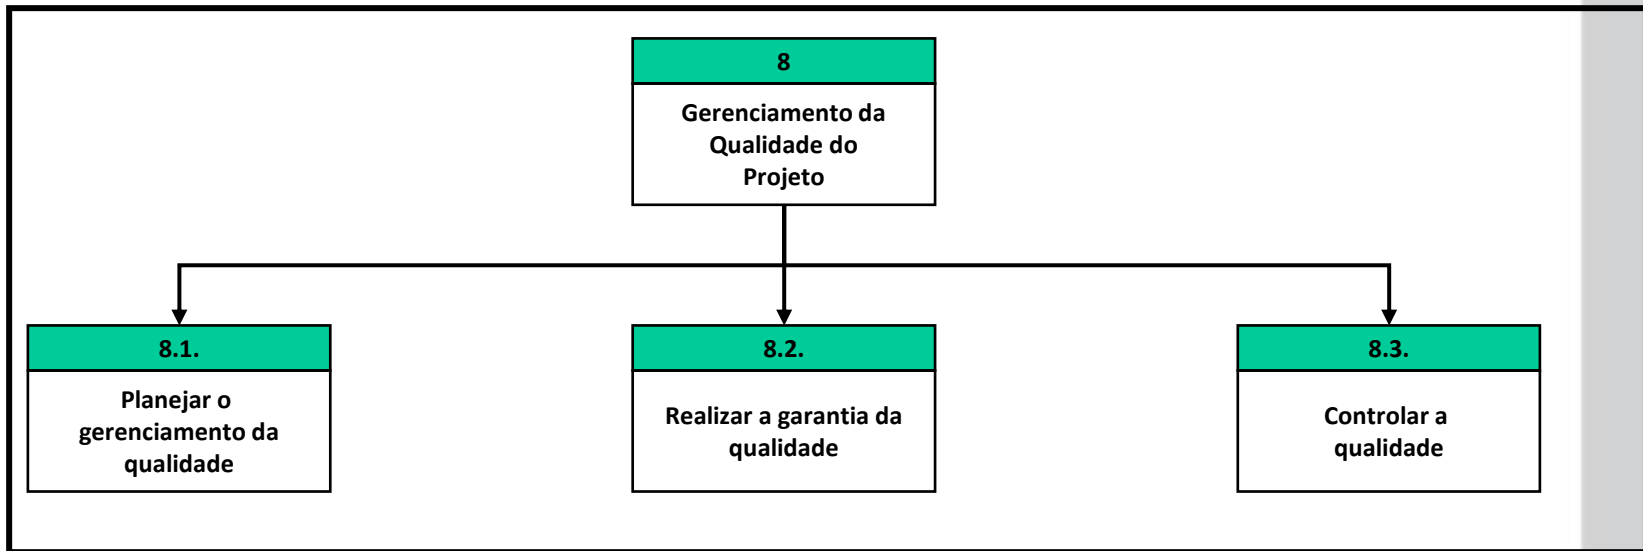 8
Gerenciamento da
Qualidade do
Projeto
8.1.
Planejar o
gerenciamento da
qualidade
8.2.
Realizar a garantia da
qualidade
8.3.
Controlar a
qualidade